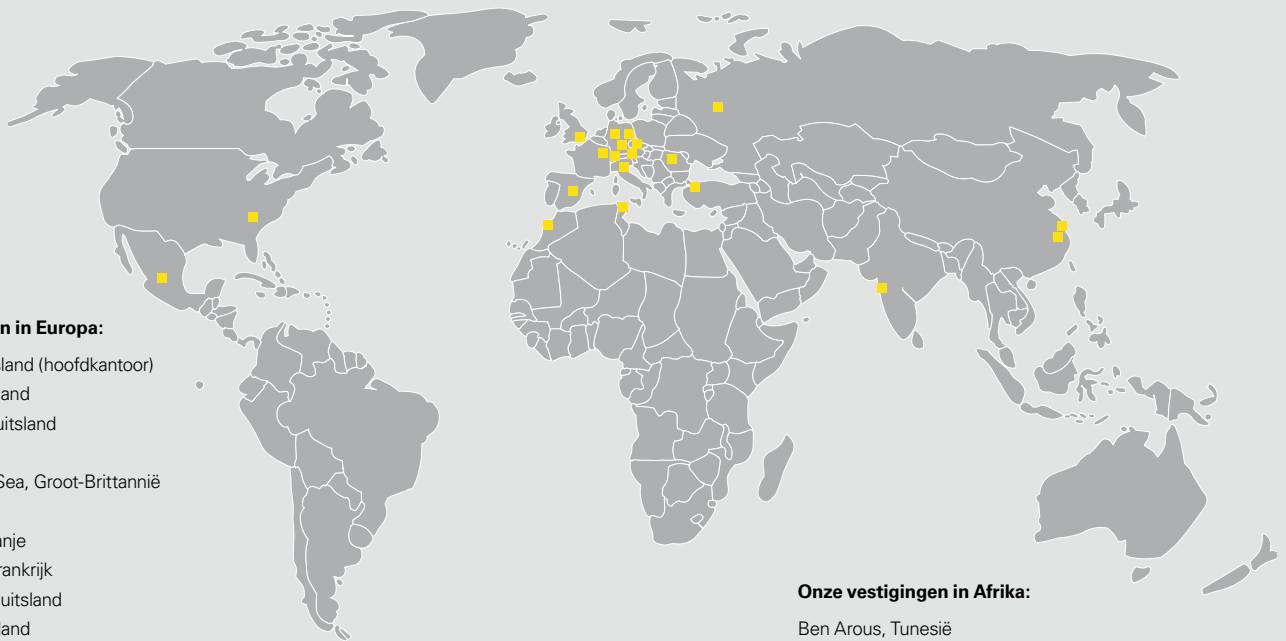 n in Europa:
sland (hoofdkantoor)
and
uitsland
Sea, Groot-Brittannië
anje
rankrijk
uitsland
land
Onze vestigingen in Afrika:
Ben Arous, Tunesië